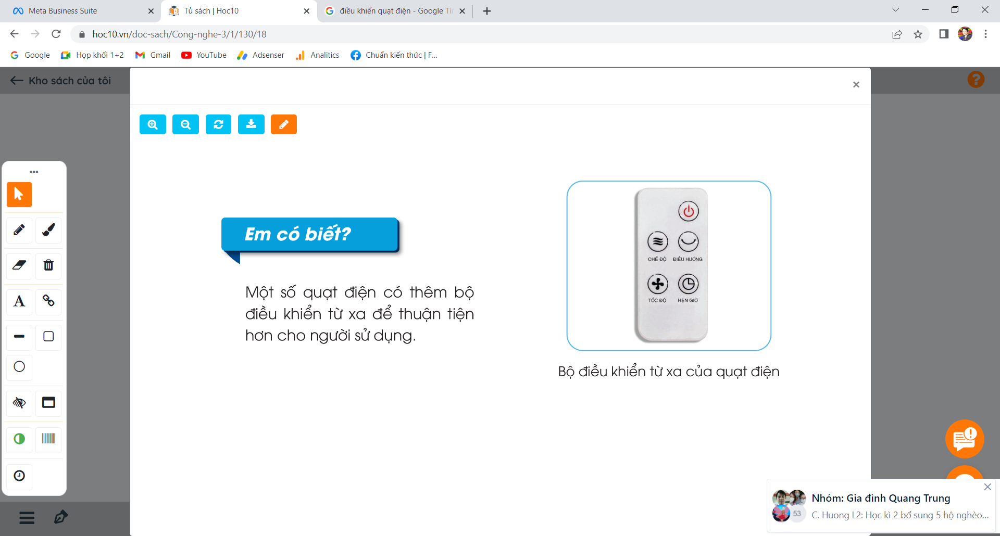 Meta Business Suite
Tủ sách | Hoc10
điều khiển quạt điện - Google Tì
hoc10.vn/doc-sach/Cong-nghe-3/1/130/18
Google
Họp khối 1+2
Gmail
YouTube
Adsenser
Analitics
Chuẩn kiến thức | F...
Kho sách của tôi
Em có biết?
Một số quạt điện có thêm bộ
điều khiển từ xa để thuận tiện
hơn cho người sử dụng.
CHẾ ĐỘ
ĐIỀU HƯỚNG
TỐC ĐỘ
HẸN GIỜ
Bộ điều khiển từ xa của quạt điện
Nhóm: Gia đình Quang Trung
53
C. Huong L2: Học kì 2 bổ sung 5 hộ nghèo...